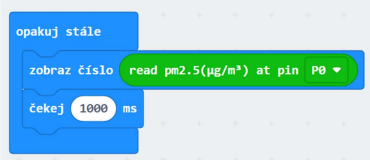 opakuj stále
zobraz číslo read pm2.5(μg/m³) at pin P0
čekej 1000 ms